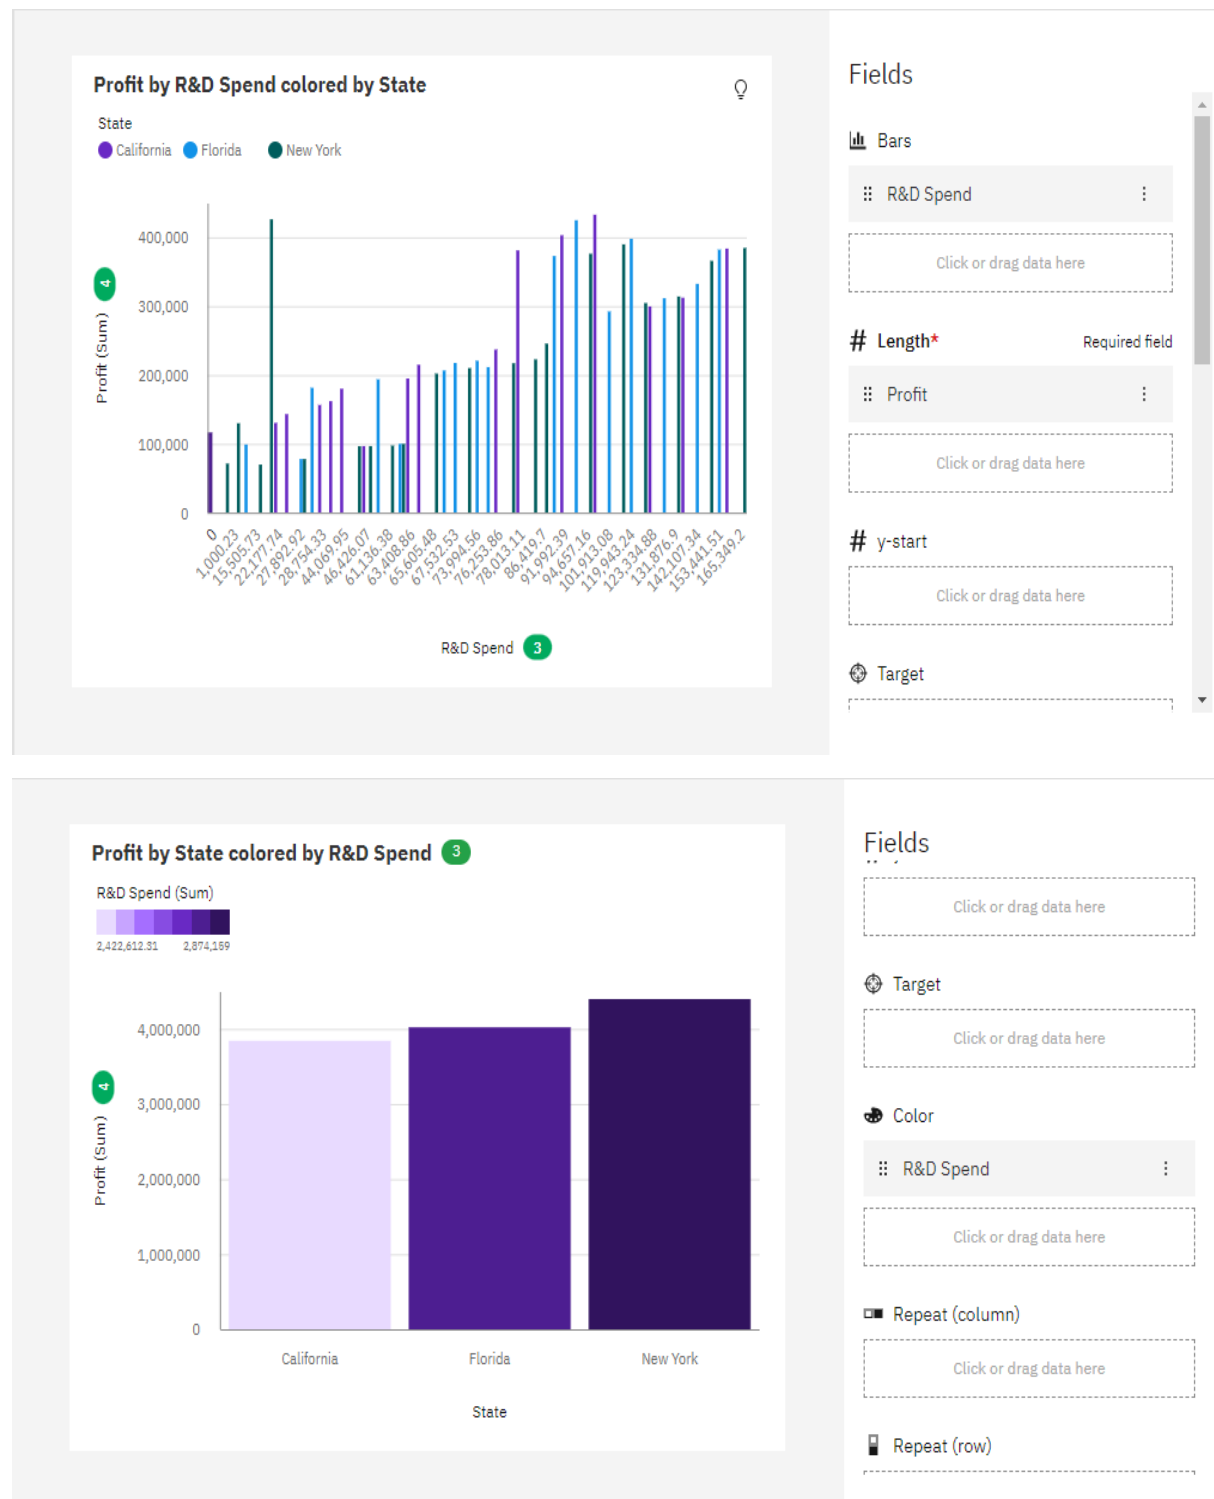 Profit by R&D Spend colored by State
State
California Florida New York
400,000
300,000
200,000
100,000
0
Profit (Sum) 4
0 1,000.23 15,505.73 22,177.74 27,892.92 28,754.33 44,069.95 46,426.07 61,136.38 63,408.86 65,605.48 67,532.53 73,994.56 76,253.86 78,013.11 86,419.7 91,992.39 94,657.16 101,913.08 119,943.24 123,334.88 131,876.9 142,107.34 153,441.51 165,349.2
R&D Spend 3
Fields
Bars
R&D Spend
Click or drag data here
# Length* Required field
Profit
Click or drag data here
# y-start
Click or drag data here
Target
Profit by State colored by R&D Spend 3
R&D Spend (Sum)
2,422,612.31 2,874,159
4,000,000
3,000,000
2,000,000
1,000,000
0
Profit (Sum) 4
California Florida New York
State
Fields
Click or drag data here
Target
Click or drag data here
Color
R&D Spend
Click or drag data here
Repeat (column)
Click or drag data here
Repeat (row)